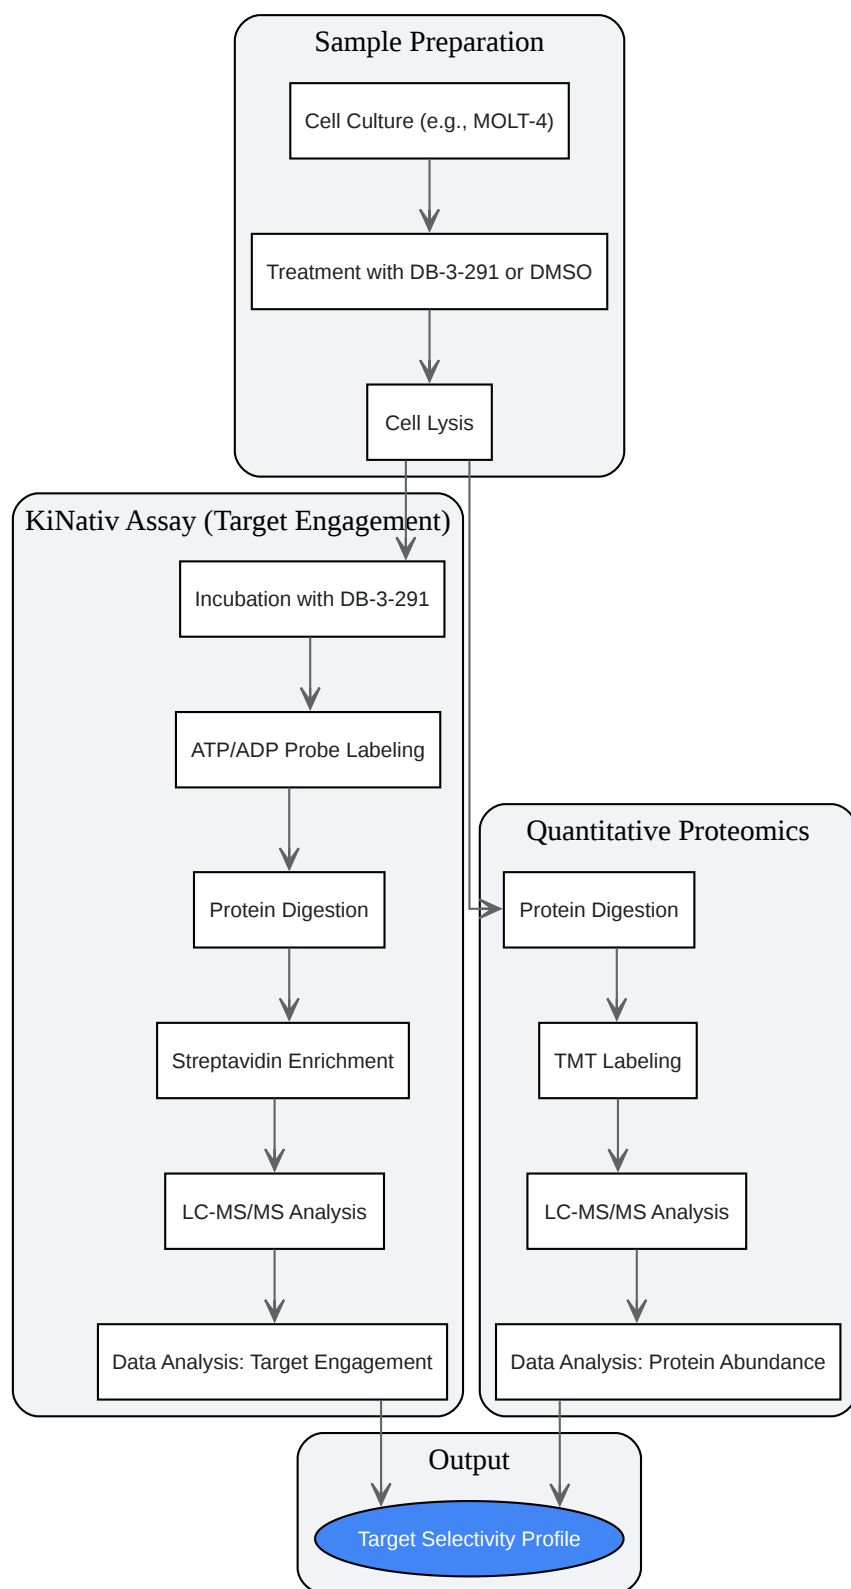 Sample Preparation
Cell Culture (e.g., MOLT-4)
Treatment with DB-3-291 or DMSO
Cell Lysis
KiNativ Assay (Target Engagement)
Incubation with DB-3-291
ATP/ADP Probe Labeling
Protein Digestion
Streptavidin Enrichment
LC-MS/MS Analysis
Data Analysis: Target Engagement
Quantitative Proteomics
Protein Digestion
TMT Labeling
LC-MS/MS Analysis
Data Analysis: Protein Abundance
Output
Target Selectivity Profile